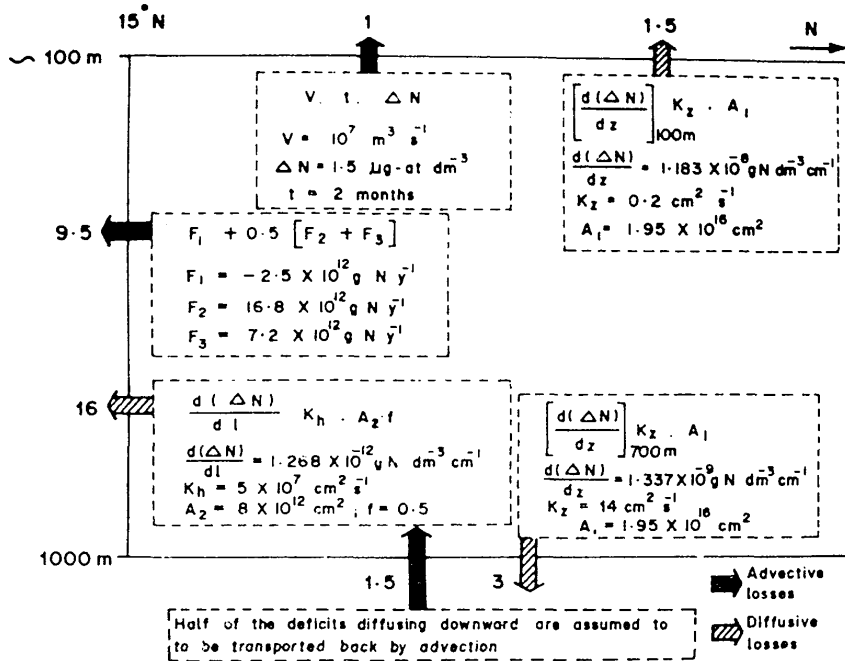 15° N
1
1·5
N
~ 100 m
V. t. ΔN
V = 10⁷ m³ s⁻¹
ΔN = 1·5 µg-at dm⁻³
t = 2 months
[d(ΔN)/dz]100m Kz . A₁
d(ΔN)/dz = 1·183 X 10⁻⁸ g N dm⁻³ cm⁻¹
Kz = 0·2 cm² s⁻¹
A₁ = 1·95 X 10¹⁶ cm²
9·5
F₁ + 0·5 [F₂ + F₃]
F₁ = −2·5 X 10¹² g N y⁻¹
F₂ = 16·8 X 10¹² g N y⁻¹
F₃ = 7·2 X 10¹² g N y⁻¹
16
d(ΔN)/dl Kh . A₂·f
d(ΔN)/dl = 1·268 X 10⁻¹² g N dm⁻³ cm⁻¹
Kh = 5 X 10⁷ cm² s⁻¹
A₂ = 8 X 10¹² cm² ; f = 0·5
[d(ΔN)/dz]700m Kz . A₁
d(ΔN)/dz = 1·337 X 10⁻⁹ g N dm⁻³ cm⁻¹
Kz = 14 cm² s⁻¹
A₁ = 1·95 X 10¹⁶ cm²
1000 m
1·5
3
Advective
losses
Diffusive
losses
Half of the deficits diffusing downward are assumed to
to be transported back by advection